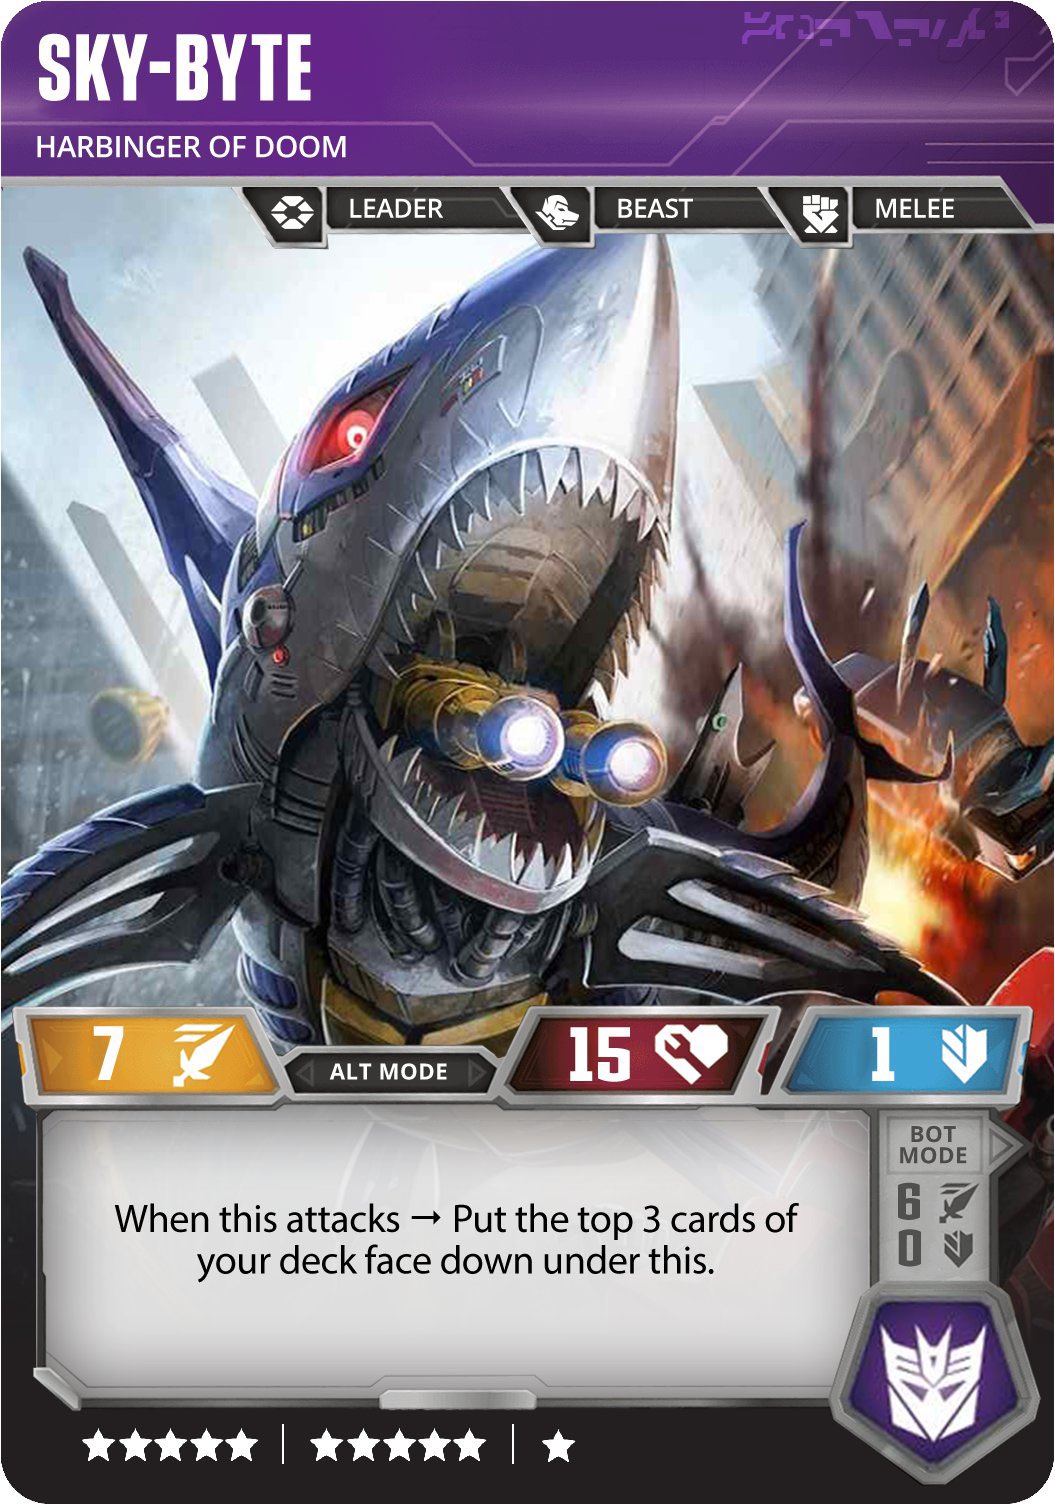 SKY-BYTE
HARBINGER OF DOOM
LEADER BEAST MELEE
7 ALT MODE 15 1
BOT
MODE
6
0
When this attacks → Put the top 3 cards of
your deck face down under this.